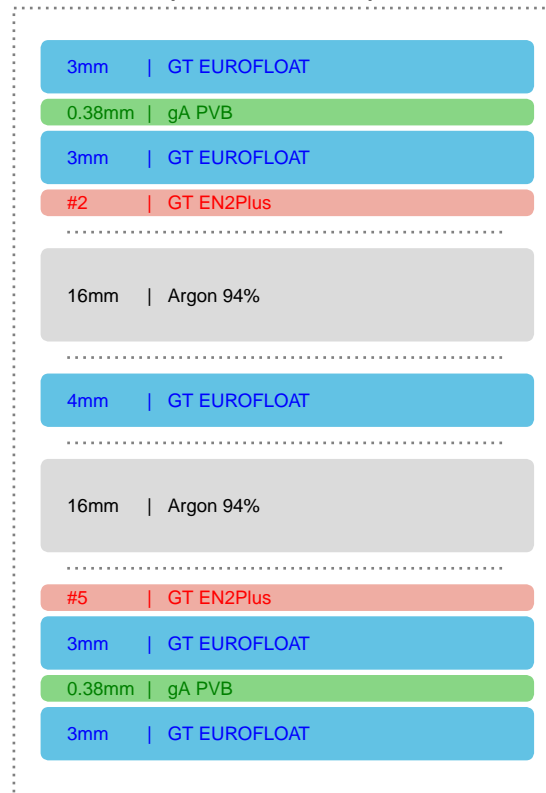 3mm | GT EUROFLOAT
0.38mm | gA PVB
3mm | GT EUROFLOAT
#2 | GT EN2Plus
16mm | Argon 94%
4mm | GT EUROFLOAT
16mm | Argon 94%
#5 | GT EN2Plus
3mm | GT EUROFLOAT
0.38mm | gA PVB
3mm | GT EUROFLOAT